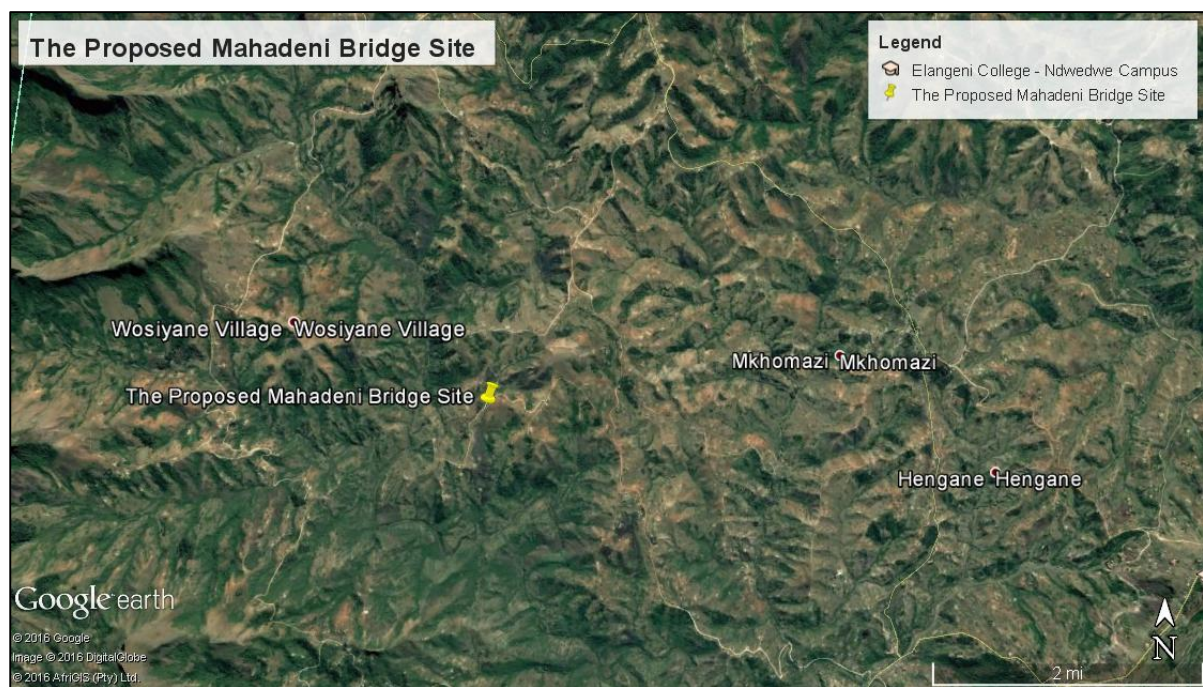 The Proposed Mahadeni Bridge Site
Legend
Elangeni College - Ndwedwe Campus
The Proposed Mahadeni Bridge Site
Wosiyane Village Wosiyane Village
Mkhomazi Mkhomazi
The Proposed Mahadeni Bridge Site
Hengane Hengane
Google earth
© 2016 Google
Image © 2016 DigitalGlobe
© 2016 AfriGIS (Pty) Ltd.
N
2 mi